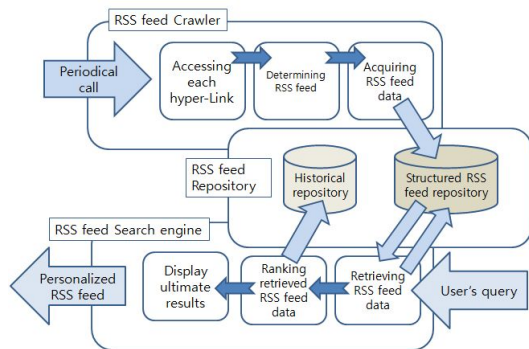 RSS feed Crawler
Periodical
call
Accessing
each
hyper-Link
Determining
RSS feed
Acquiring
RSS feed
data
RSS feed
Repository
Historical
repository
Structured RSS
feed repository
RSS feed Search engine
Personalized
RSS feed
Display
ultimate
results
Ranking
retrieved
RSS feed
data
Retrieving
RSS feed
data
User's query